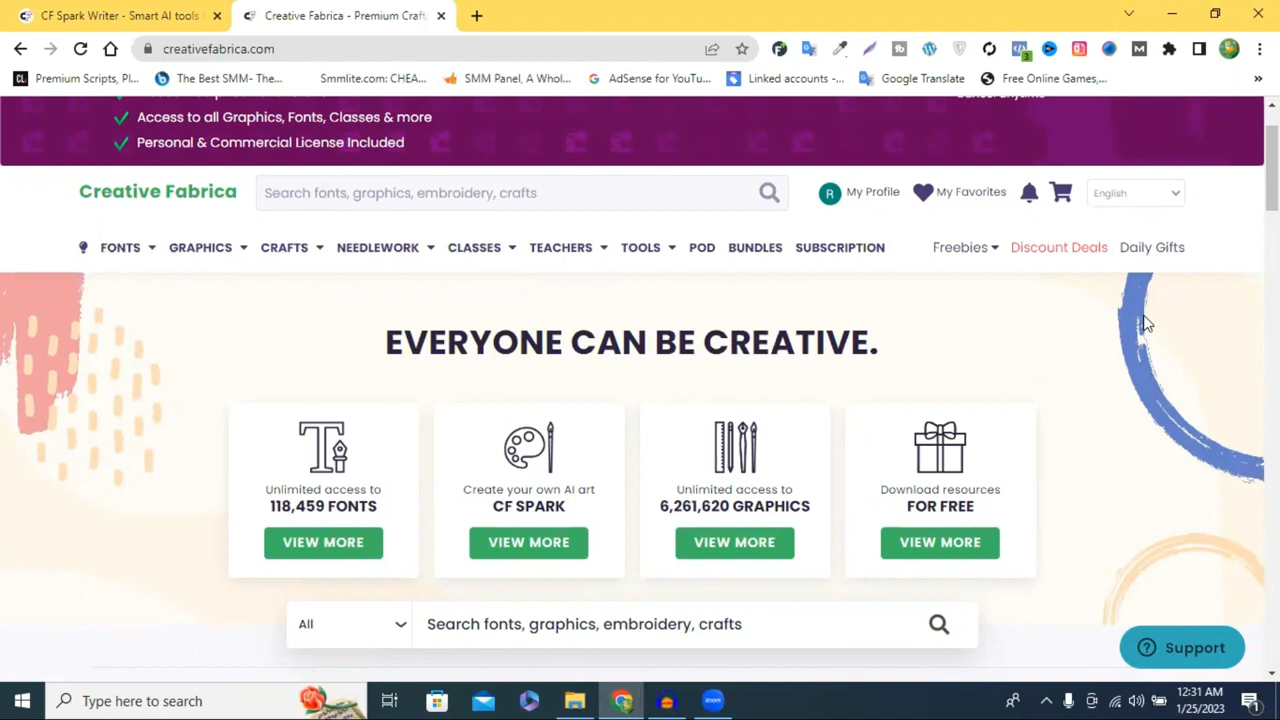 CF Spark Writer - Smart AI tools
Creative Fabrica - Premium Craft
creativefabrica.com
3
Premium Scripts, Pl...
The Best SMM- The...
Smmlite.com: CHEA...
SMM Panel, A Whol...
AdSense for YouTu...
Linked accounts -...
Google Translate
Free Online Games,...
Access to all Graphics, Fonts, Classes & more
Personal & Commercial License Included
Creative Fabrica
Search fonts, graphics, embroidery, crafts
R My Profile
My Favorites
English
FONTS GRAPHICS CRAFTS NEEDLEWORK CLASSES TEACHERS TOOLS POD BUNDLES SUBSCRIPTION Freebies Discount Deals Daily Gifts
EVERYONE CAN BE CREATIVE.
Unlimited access to
118,459 FONTS
VIEW MORE
Create your own AI art
CF SPARK
VIEW MORE
Unlimited access to
6,261,620 GRAPHICS
VIEW MORE
Download resources
FOR FREE
VIEW MORE
All
Search fonts, graphics, embroidery, crafts
Support
Type here to search
zoom
12:31 AM
1/25/2023
1